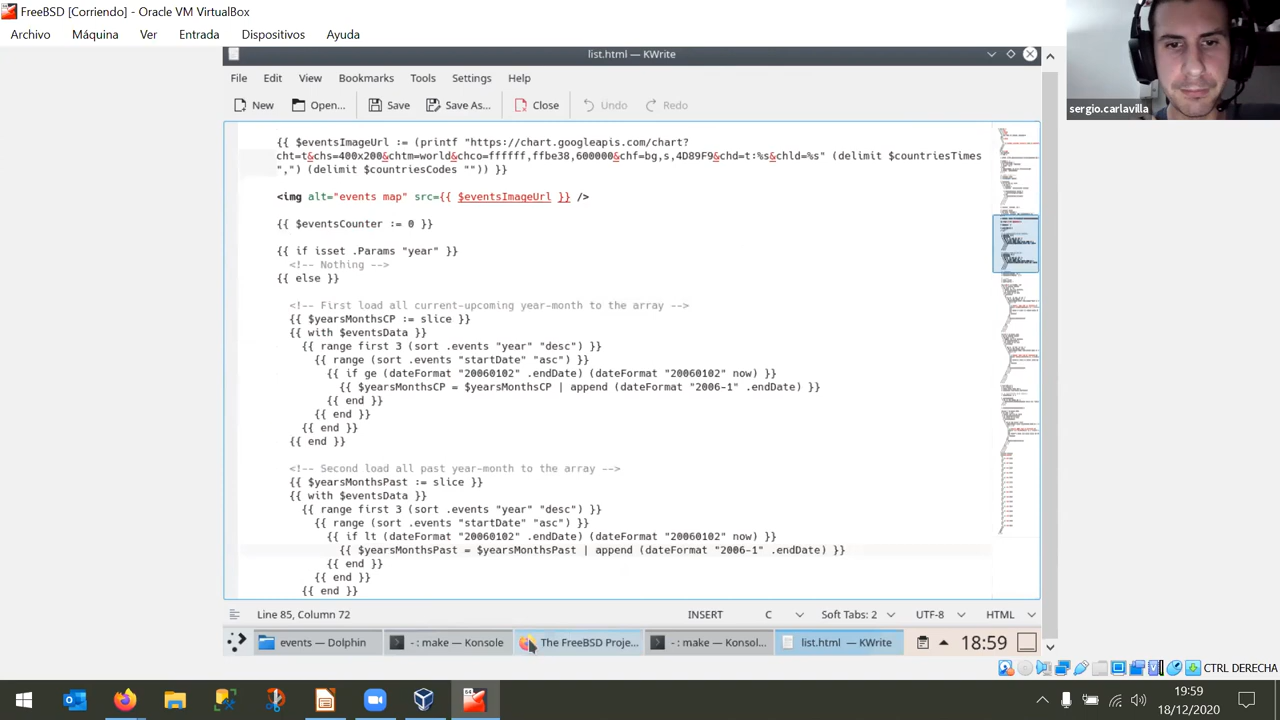 FreeBSD [Corriendo] - Oracle VM VirtualBox
Archivo Máquina Ver Entrada Dispositivos Ayuda
sergio.carlavilla
list.html — KWrite
File Edit View Bookmarks Tools Settings Help
New Open... Save Save As... Close Undo Redo
{{ $eventsImageUrl := (printf "https://chart.googleapis.com/chart?
cht=t&chs=400x200&chtm=world&chco=ffffff,ffbe38,600000&chf=bg,s,4D89F9&chd=t:%s&chld=%s" (delimit $countriesTimes
",") (delimit $countriesCodes "")) }}
<img alt="events map" src={{ $eventsImageUrl }} />
{{ $eventsCounter := 0 }}
{{ if isset .Params "year" }}
<!-- Nothing -->
{{ else }}
<!-- First load all current-upcoming year-month to the array -->
{{ $yearsMonthsCP := slice }}
{{ with $eventsData }}
{{ range first 3 (sort .events "year" "desc") }}
{{ range (sort .events "startDate" "asc") }}
{{ if ge (dateFormat "20060102" .endDate) (dateFormat "20060102" now) }}
{{ $yearsMonthsCP = $yearsMonthsCP | append (dateFormat "2006-1" .endDate) }}
{{ end }}
{{ end }}
{{ end }}
{{ end }}
<!-- Second load all past year-month to the array -->
{{ $yearsMonthsPast := slice }}
{{ with $eventsData }}
{{ range first 3 (sort .events "year" "desc") }}
{{ range (sort .events "startDate" "asc") }}
{{ if lt (dateFormat "20060102" .endDate) (dateFormat "20060102" now) }}
{{ $yearsMonthsPast = $yearsMonthsPast | append (dateFormat "2006-1" .endDate) }}
{{ end }}
{{ end }}
{{ end }}
Line 85, Column 72 INSERT C Soft Tabs: 2 UTF-8 HTML
events — Dolphin - : make — Konsole The FreeBSD Proje... - : make — Konsol... list.html — KWrite 18:59
CTRL DERECHA
19:59
18/12/2020